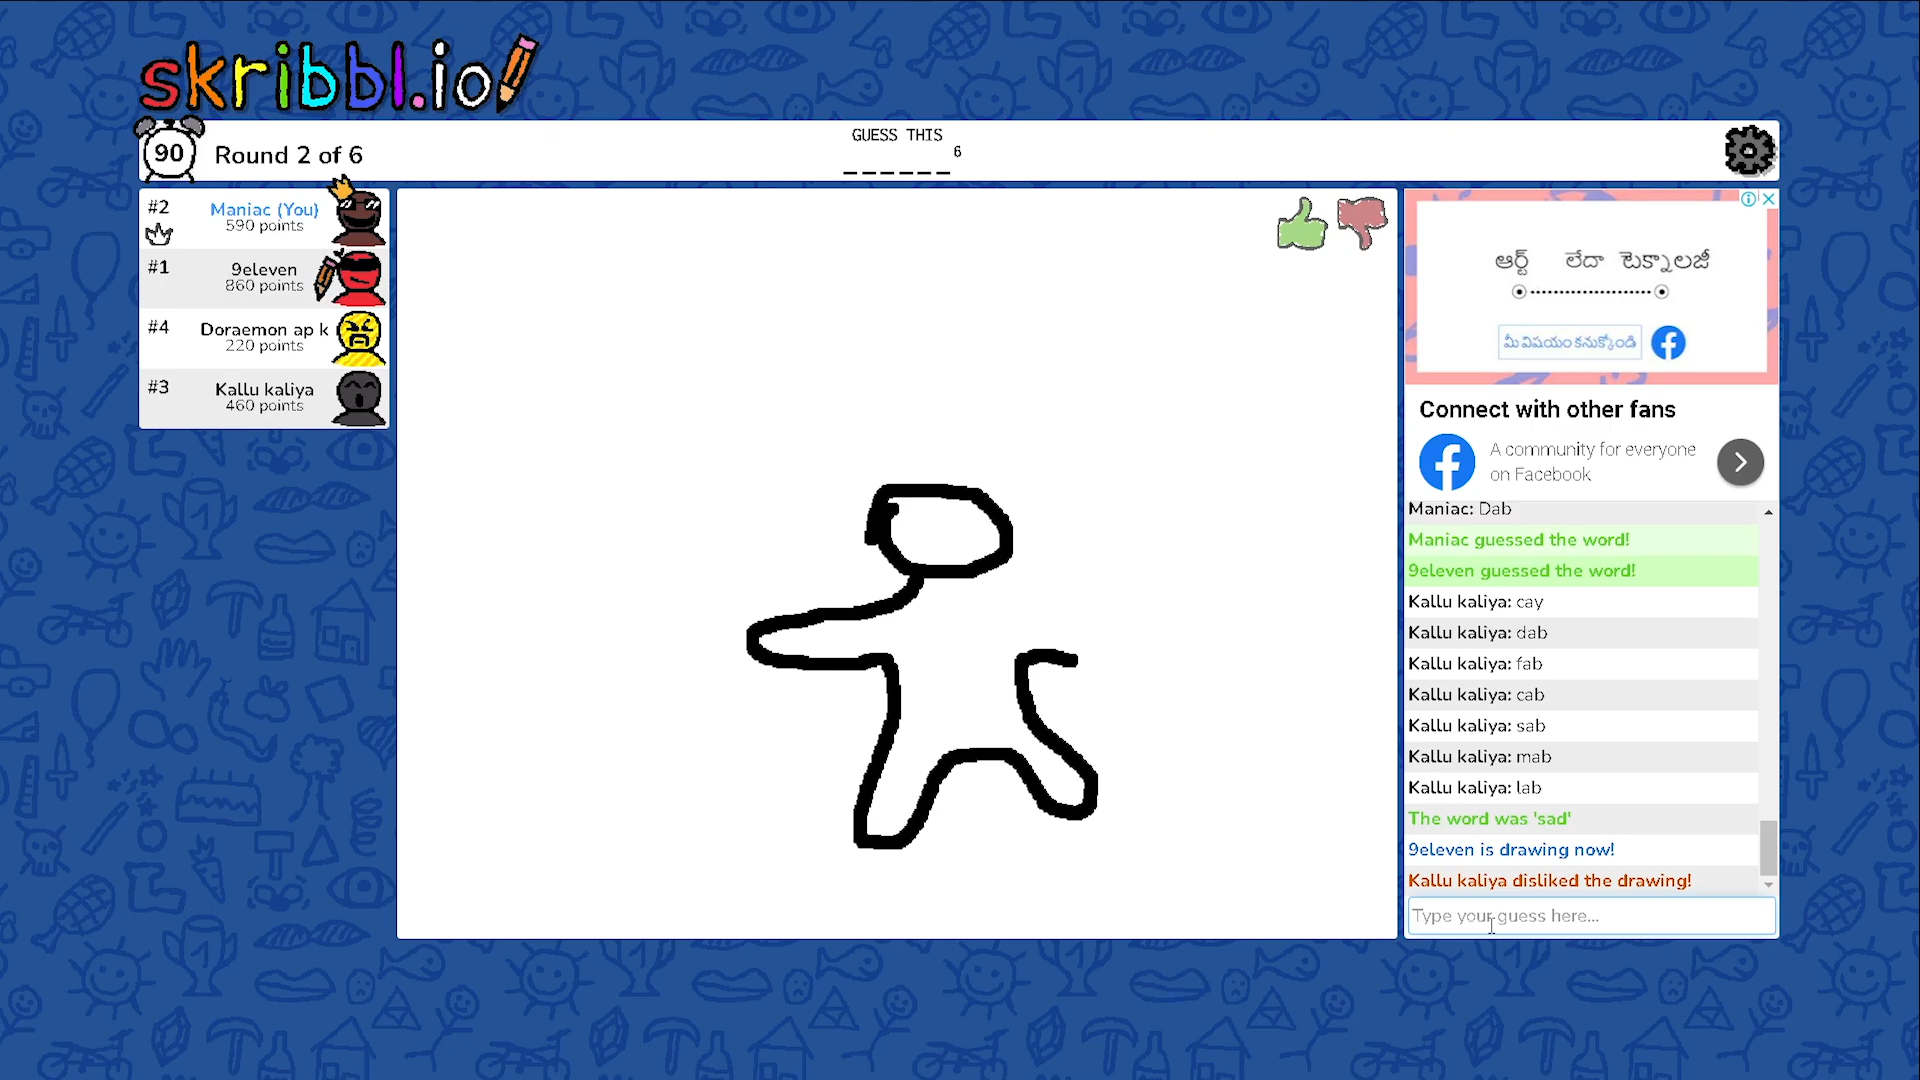 skribbl.io
90
Round 2 of 6
GUESS THIS
6
_ _ _ _ _ _
#2
Maniac (You)
590 points
#1
9eleven
860 points
#4
Doraemon ap k
220 points
#3
Kallu kaliya
460 points
ఆర్ట్ లేదా టెక్నాలజీ
మీ విషయం కనుక్కోండి
Connect with other fans
A community for everyone
on Facebook
Maniac: Dab
Maniac guessed the word!
9eleven guessed the word!
Kallu kaliya: cay
Kallu kaliya: dab
Kallu kaliya: fab
Kallu kaliya: cab
Kallu kaliya: sab
Kallu kaliya: mab
Kallu kaliya: lab
The word was 'sad'
9eleven is drawing now!
Kallu kaliya disliked the drawing!
Type your guess here...